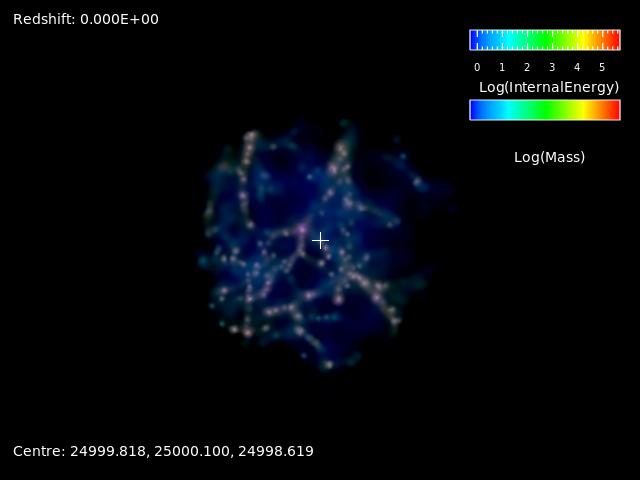 Redshift: 0.000E+00
0 1 2 3 4 5
Log(InternalEnergy)
Log(Mass)
Centre: 24999.818, 25000.100, 24998.619